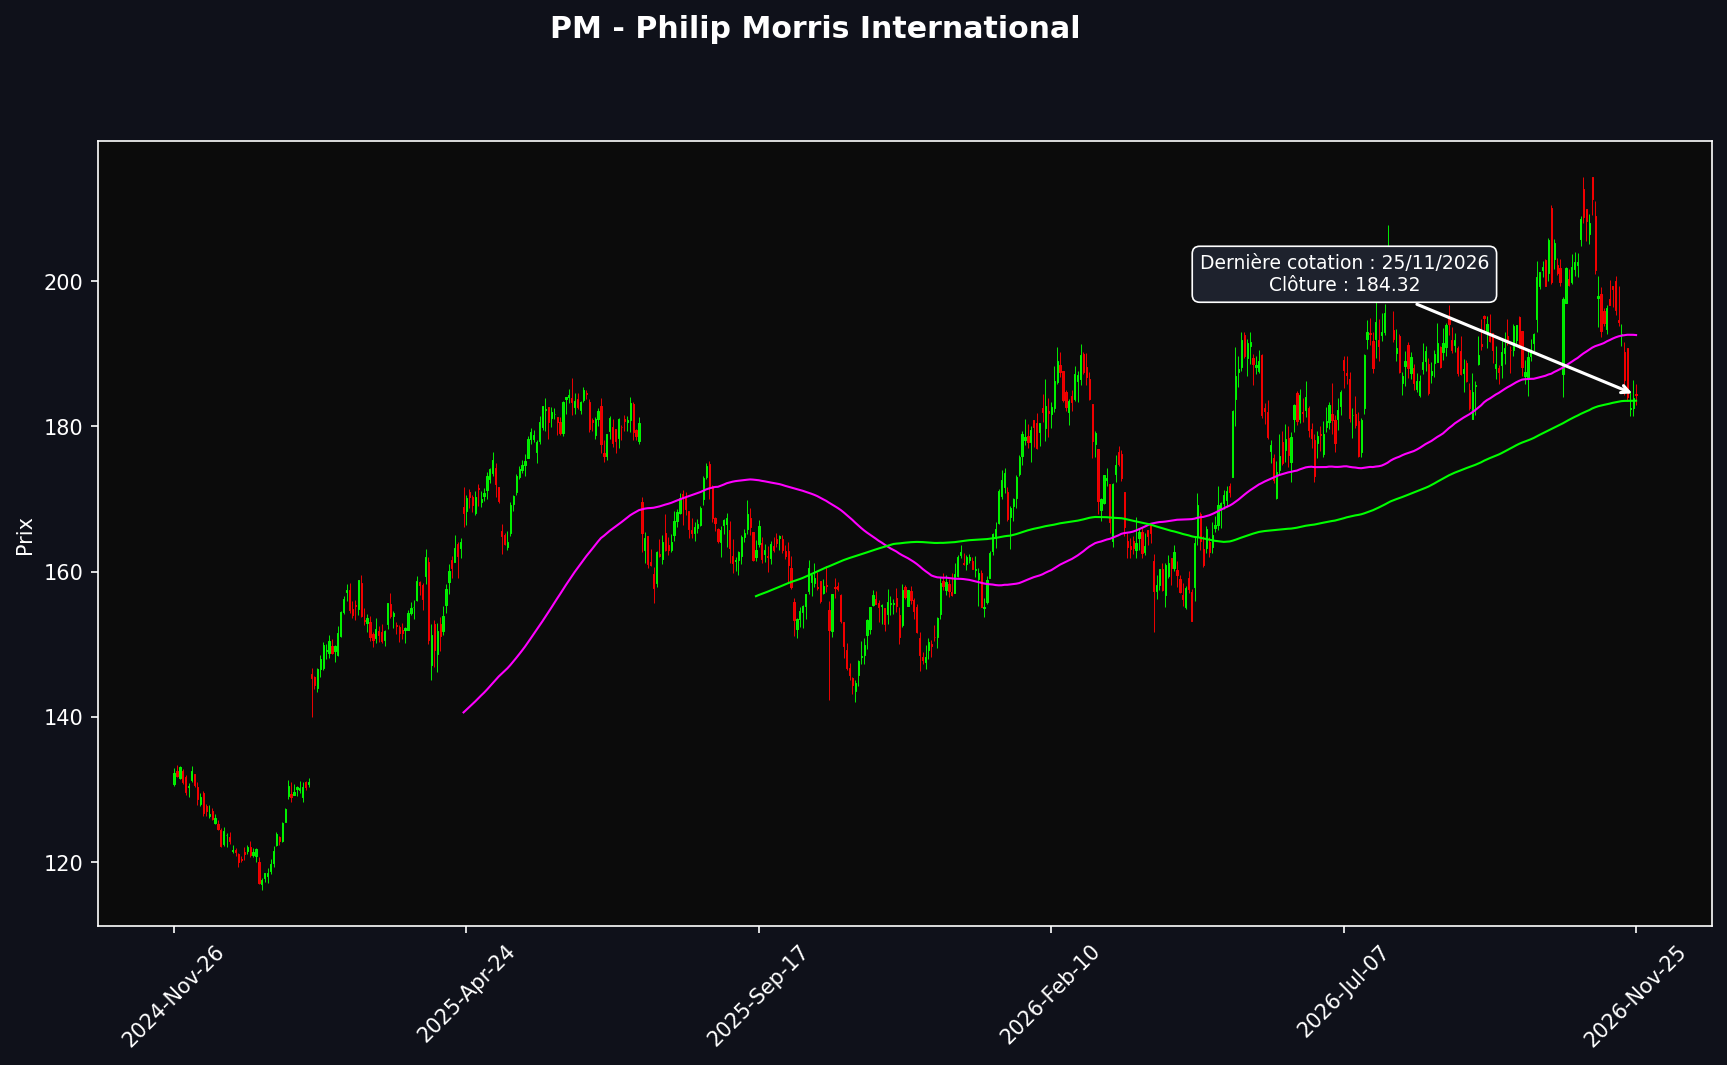 PM - Philip Morris International
Dernière cotation : 25/11/2026
Clôture : 184.32
Prix
200
180
160
140
120
2024-Nov-26
2025-Apr-24
2025-Sep-17
2026-Feb-10
2026-Jul-07
2026-Nov-25